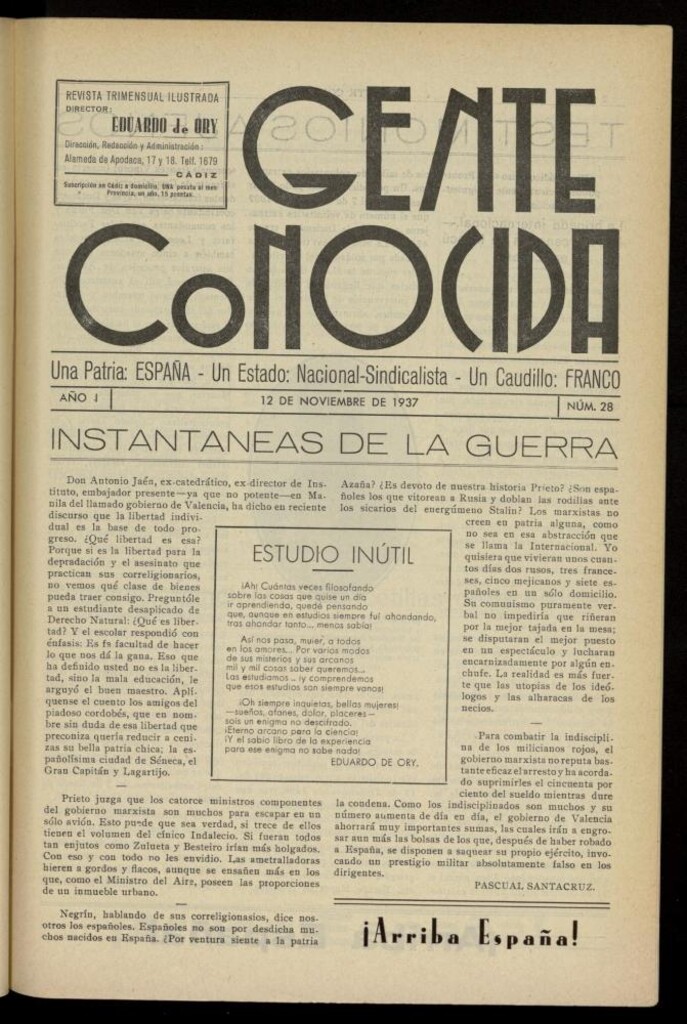 REVISTA TRIMENSUAL ILUSTRADA
DIRECTOR:
EDUARDO de ORY
Dirección, Redacción y Administración:
Alameda de Apodaca, 17 y 18. Telf. 1679
CÁDIZ
Suscripción en Cádiz a domicilio, UNA peseta al mes
Provincia, un año, 15 pesetas
GENTE
CONOCIDA
Una Patria: ESPAÑA - Un Estado: Nacional-Sindicalista - Un Caudillo: FRANCO
AÑO I
12 DE NOVIEMBRE DE 1937
NÚM. 28
INSTANTANEAS DE LA GUERRA
Don Antonio Jaén, ex-catedrático, ex-director de Ins-
tituto, embajador presente—ya que no potente—en Ma-
nila del llamado gobierno de Valencia, ha dicho en reciente
discurso que la libertad indivi-
dual es la base de todo pro-
greso. ¿Qué libertad es esa?
Porque si es la libertad para la
depradación y el asesinato que
practican sus correligionarios,
no vemos qué clase de bienes
pueda traer consigo. Preguntóle
a un estudiante desaplicado de
Derecho Natural: ¿Qué es liber-
tad? Y el escolar respondió con
énfasis: Es fs facultad de hacer
lo que nos dá la gana. Eso que
ha definido usted no es la liber-
tad, sino la mala educación, le
arguyó el buen maestro. Aplí-
quense el cuento los amigos del
piadoso cordobés, que en nom-
bre sin duda de esa libertad que
preconiza quería reducir a ceni-
zas su bella patria chica; la es-
pañolísima ciudad de Séneca, el
Gran Capitán y Lagartijo.
Prieto juzga que los catorce ministros componentes
del gobierno marxista son muchos para escapar en un
sólo avión. Esto puede que sea verdad, si trece de ellos
tienen el volumen del cínico Indalecio. Si fueran todos
tan enjutos como Zulueta y Besteiro irían más holgados.
Con eso y con todo no les envidio. Las ametralladoras
hieren a gordos y flacos, aunque se ensañen más en los
que, como el Ministro del Aire, poseen las proporciones
de un inmueble urbano.
Negrín, hablando de sus correligionasios, dice nos-
otros los españoles. Españoles no son por desdicha mu-
chos nacidos en España. ¿Por ventura siente a la patria
ESTUDIO INÚTIL
¡Ah! Cuántas veces filosofando
sobre las cosas que quise un día
ir aprendiendo, quedé pensando
que, aunque en estudios siempre fui ahondando,
tras ahondar tanto... menos sabía!
Así nos pasa, mujer, a todos
en los amores... Por varios modos
de sus misterios y sus arcanos
mil y mil cosas saber queremos...
Las estudiamos... ¡y comprendemos
que esos estudios son siempre vanos!
¡Oh siempre inquietas, bellas mujeres!
—sueños, afanes, dolor, placeres—
sois un enigma no descifrado.
¡Eterno arcano para la ciencia!
¡Y el sabio libro de la experiencia
para ese enigma no sabe nada!
EDUARDO DE ORY.
Azaña? ¿Es devoto de nuestra historia Prieto? ¿Son espa-
ñoles los que vitorean a Rusia y doblan las rodillas ante
los sicarios del energúmeno Stalin? Los marxistas no
creen en patria alguna, como
no sea en esa abstracción que
se llama la Internacional. Yo
quisiera que vivieran unos cuan-
tos días dos rusos, tres france-
ses, cinco mejicanos y siete es-
pañoles en un sólo domicilio.
Su comunismo puramente ver-
bal no impediría que riñeran
por la mejor tajada en la mesa;
se disputaran el mejor puesto
en un espectáculo y lucharan
encarnizadamente por algún en-
chufe. La realidad es más fuer-
te que las utopías de los ideó-
logos y las alharacas de los
necios.
Para combatir la indiscipli-
na de los milicianos rojos, el
gobierno marxista no reputa bas-
tante eficaz el arresto y ha acorda-
do suprimirles el cincuenta por
ciento del sueldo mientras dure
la condena. Como los indisciplinados son muchos y su
número aumenta de día en día, el gobierno de Valencia
ahorrará muy importantes sumas, las cuales irán a engro-
sar aun más las bolsas de los que, después de haber robado
a España, se disponen a saquear su propio ejército, invo-
cando un prestigio militar absolutamente falso en los
dirigentes.
PASCUAL SANTACRUZ.
¡Arriba España!